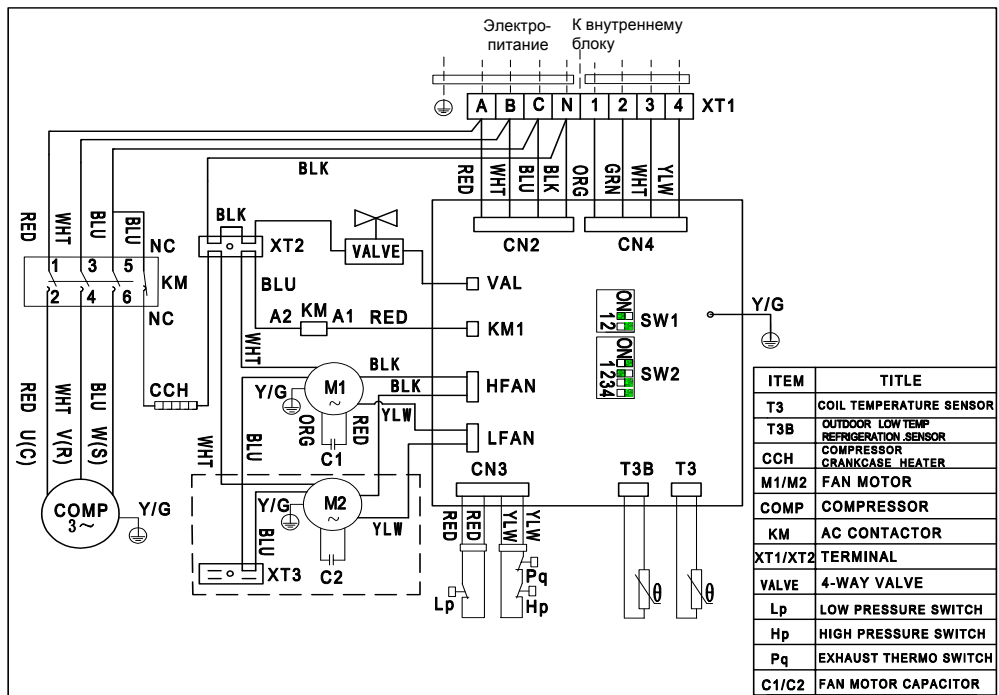 Электро-
питание
К внутреннему
блоку
A B C N 1 2 3 4 XT1
BLK
RED WHT BLU BLK ORG GRN WHT YLW
CN2 CN4
RED WHT BLU BLU
NC
1 3 5
KM
2 4 6
NC
BLK
XT2
VALVE
VAL
BLU
A2 KM A1 RED
KM1
ON
12
SW1
ON
1234
SW2
Y/G
WHT
CCH
M1
~
Y/G
BLK
BLK
HFAN
ORG
RED
YLW
LFAN
C1
RED U(C)
WHT V(R)
BLU W(S)
COMP
3~
Y/G
WHT
BLU
M2
~
Y/G
YLW
BLU
C2
XT3
CN3
RED RED YLW YLW
Lp
Pq
Hp
T3B T3
θ θ
ITEM TITLE
T3 COIL TEMPERATURE SENSOR
T3B OUTDOOR LOW TEMP
REFRIGERATION .SENSOR
CCH COMPRESSOR
CRANKCASE HEATER
M1/M2 FAN MOTOR
COMP COMPRESSOR
KM AC CONTACTOR
XT1/XT2 TERMINAL
VALVE 4-WAY VALVE
Lp LOW PRESSURE SWITCH
Hp HIGH PRESSURE SWITCH
Pq EXHAUST THERMO SWITCH
C1/C2 FAN MOTOR CAPACITOR